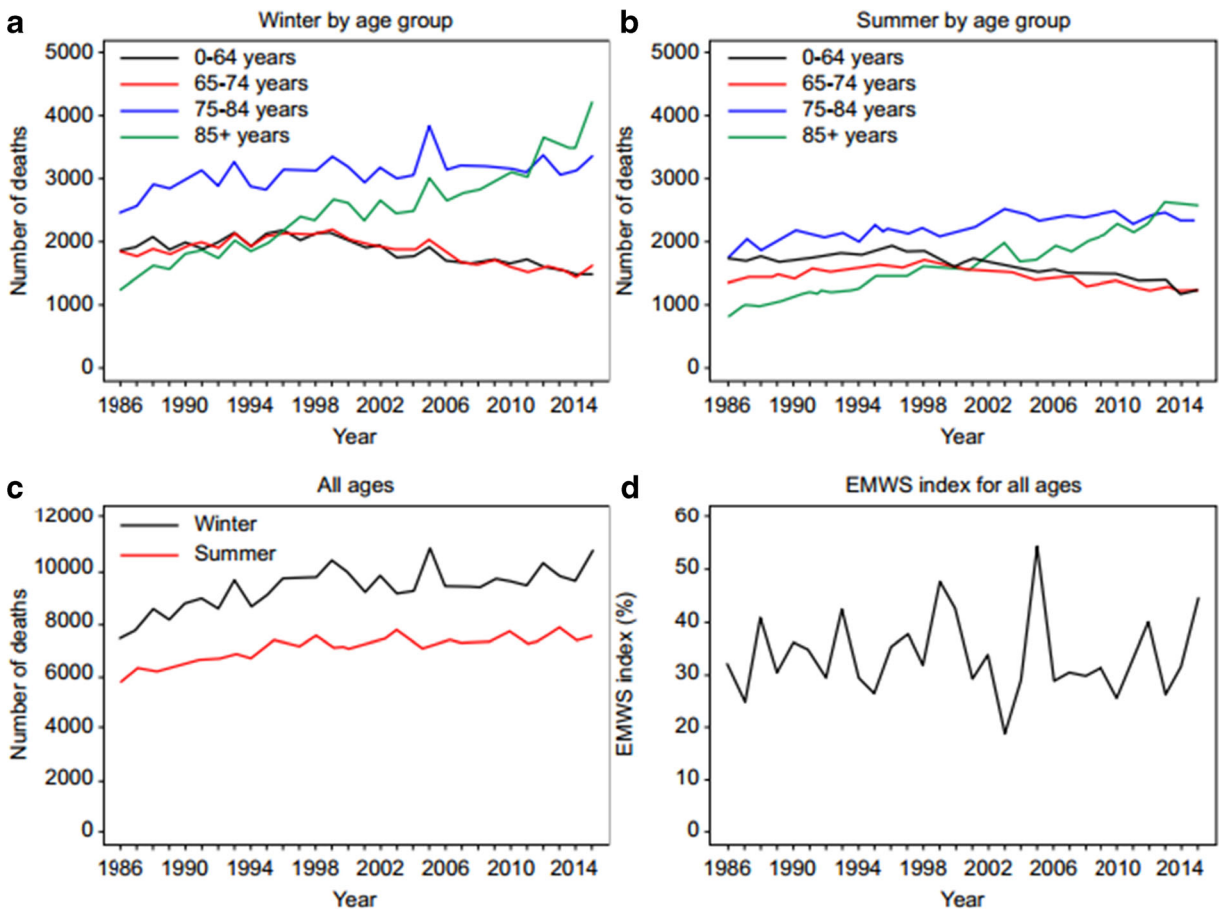 a
Winter by age group
5000
4000
3000
2000
1000
0
Number of deaths
0-64 years
65-74 years
75-84 years
85+ years
1986 1990 1994 1998 2002 2006 2010 2014
Year
b
Summer by age group
5000
4000
3000
2000
1000
0
Number of deaths
0-64 years
65-74 years
75-84 years
85+ years
1986 1990 1994 1998 2002 2006 2010 2014
Year
c
All ages
12000
10000
8000
6000
4000
2000
0
Number of deaths
Winter
Summer
1986 1990 1994 1998 2002 2006 2010 2014
Year
d
EMWS index for all ages
60
50
40
30
20
10
0
EMWS index (%)
1986 1990 1994 1998 2002 2006 2010 2014
Year